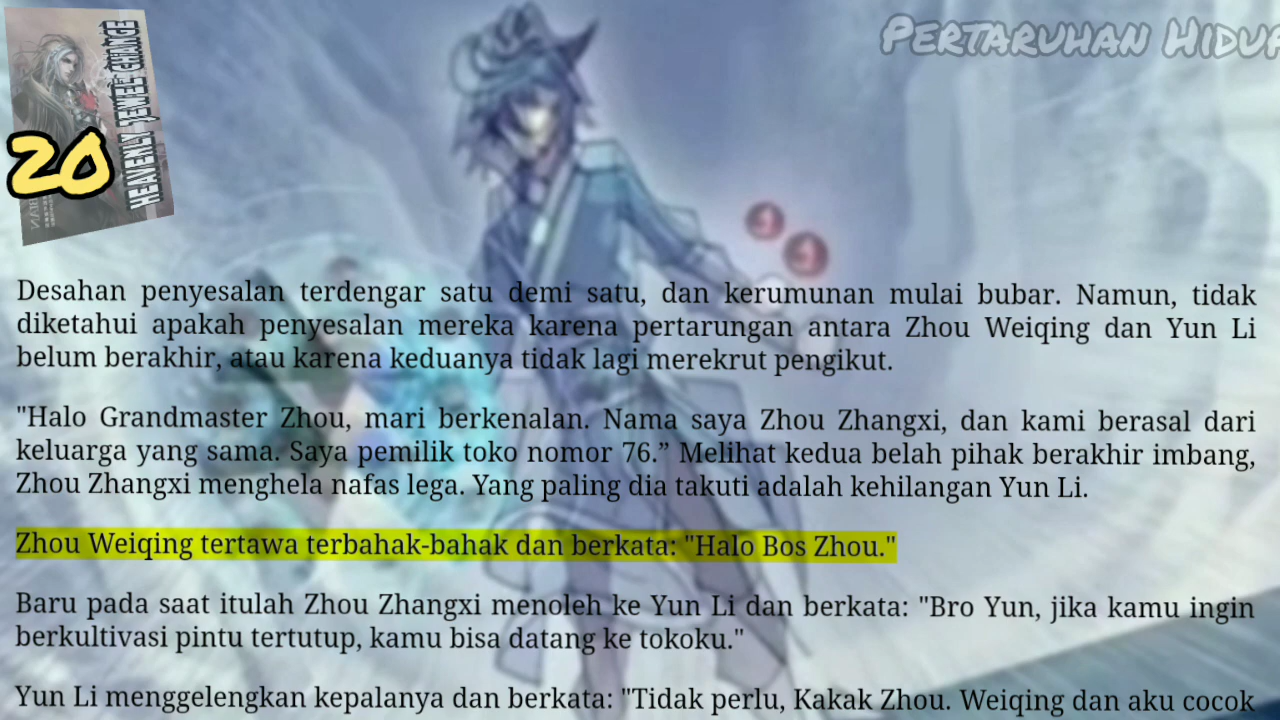 PERTARUHAN HIDUP
HEAVENLY JEWEL CHANGE
20
Desahan penyesalan terdengar satu demi satu, dan kerumunan mulai bubar. Namun, tidak
diketahui apakah penyesalan mereka karena pertarungan antara Zhou Weiqing dan Yun Li
belum berakhir, atau karena keduanya tidak lagi merekrut pengikut.
"Halo Grandmaster Zhou, mari berkenalan. Nama saya Zhou Zhangxi, dan kami berasal dari
keluarga yang sama. Saya pemilik toko nomor 76.” Melihat kedua belah pihak berakhir imbang,
Zhou Zhangxi menghela nafas lega. Yang paling dia takuti adalah kehilangan Yun Li.
Zhou Weiqing tertawa terbahak-bahak dan berkata: "Halo Bos Zhou."
Baru pada saat itulah Zhou Zhangxi menoleh ke Yun Li dan berkata: "Bro Yun, jika kamu ingin
berkultivasi pintu tertutup, kamu bisa datang ke tokoku."
Yun Li menggelengkan kepalanya dan berkata: "Tidak perlu, Kakak Zhou. Weiqing dan aku cocok